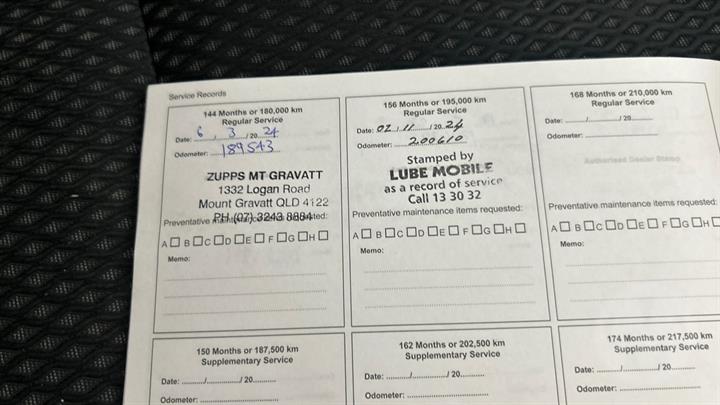 Service Records
144 Months or 180,000 km
Regular Service
Date: 6 / 3 / 20 24
Odometer: 189543
ZUPPS MT GRAVATT
1332 Logan Road
Mount Gravatt QLD 4122
PH (07) 3243 8884
A B C D E F G H
Memo:
156 Months or 195,000 km
Regular Service
Date: 02 / 11 / 20 24
Odometer: 200610
Stamped by
LUBE MOBILE
as a record of service
Call 13 30 32
Preventative maintenance items requested:
A B C D E F G H
Memo:
168 Months or 210,000 km
Regular Service
Date: ........./........./ 20.........
Odometer:
Authorised Dealer Stamp
Preventative maintenance items requested:
A B C D E F G H
Memo:
150 Months or 187,500 km
Supplementary Service
Date: ........./............/ 20..........
Odometer: ....................................
162 Months or 202,500 km
Supplementary Service
Date: ........./............/ 20..........
Odometer: ....................................
174 Months or 217,500 km
Supplementary Service
Date: ........./............/ 20..........
Odometer: ....................................